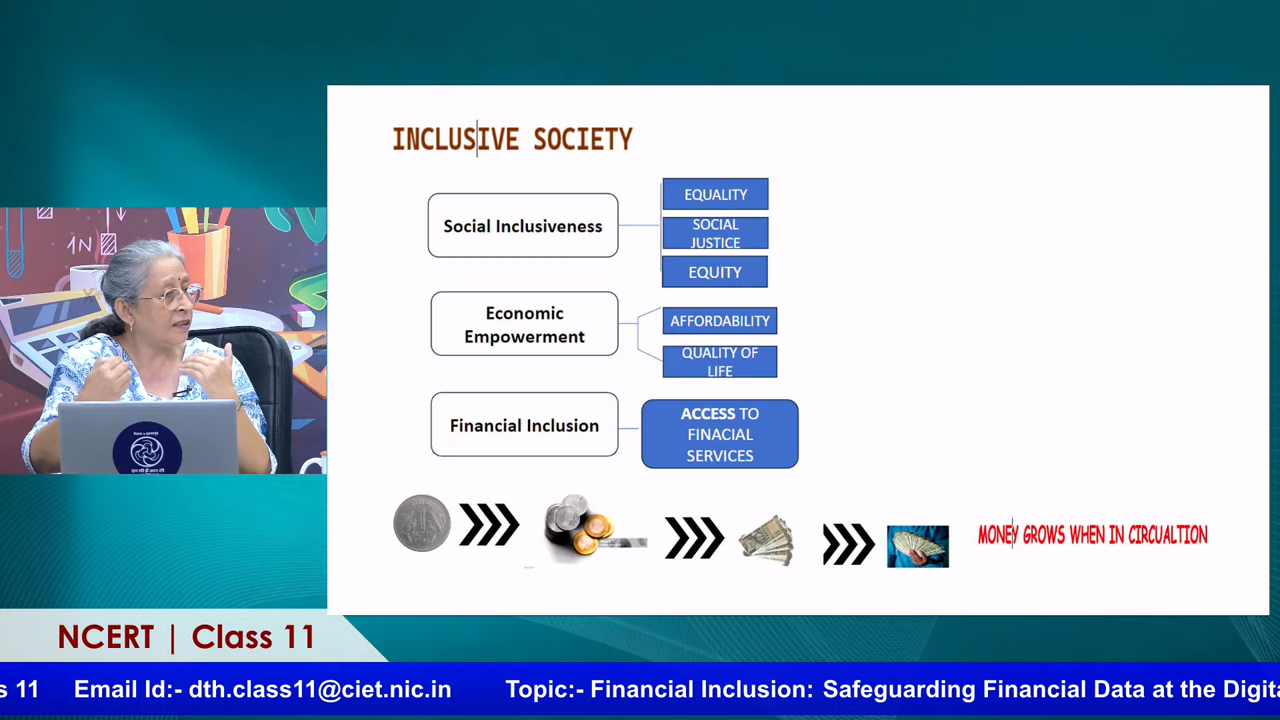 INCLUSIVE SOCIETY
Social Inclusiveness
EQUALITY
SOCIAL
JUSTICE
EQUITY
Economic
Empowerment
AFFORDABILITY
QUALITY OF
LIFE
Financial Inclusion
ACCESS TO
FINACIAL
SERVICES
MONEY GROWS WHEN IN CIRCUALTION
1N
NCERT | Class 11
s 11 Email Id:- dth.class11@ciet.nic.in Topic:- Financial Inclusion: Safeguarding Financial Data at the Digita